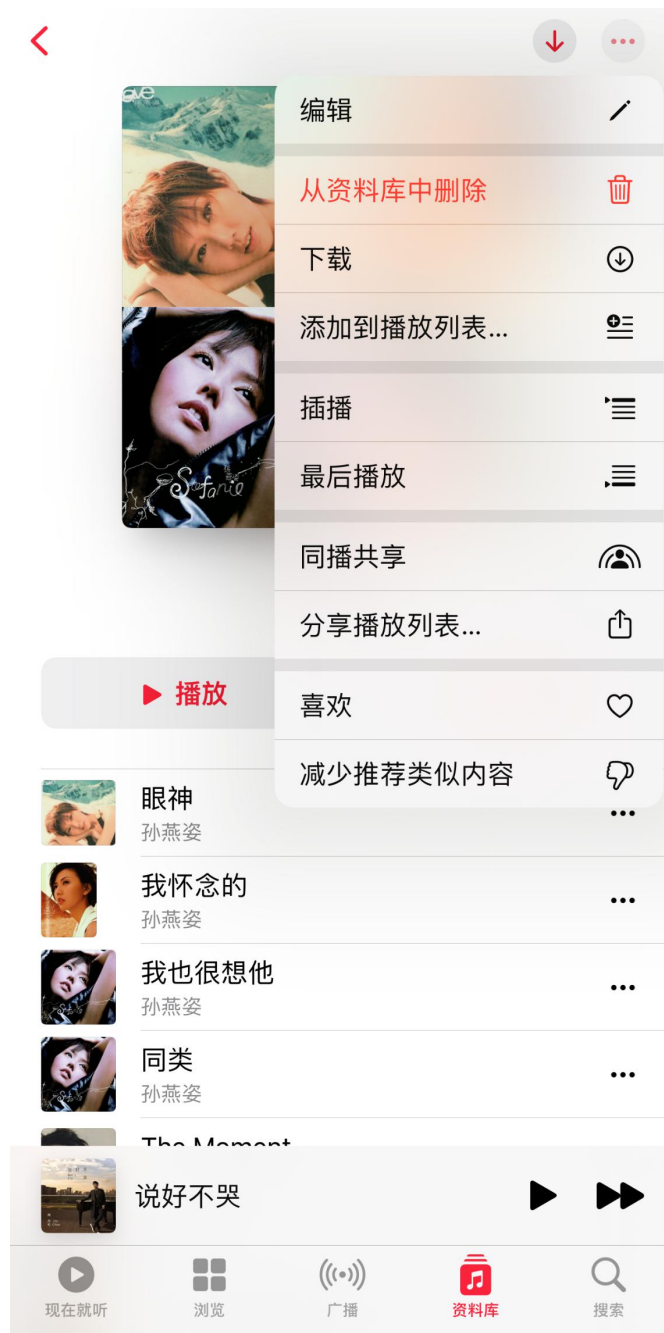 编辑
从资料库中删除
下载
添加到播放列表...
插播
最后播放
同播共享
分享播放列表...
喜欢
减少推荐类似内容
Stefanie
播放
眼神
孙燕姿
我怀念的
孙燕姿
我也很想他
孙燕姿
同类
孙燕姿
The Moment
说好不哭
现在就听
浏览
广播
资料库
搜索